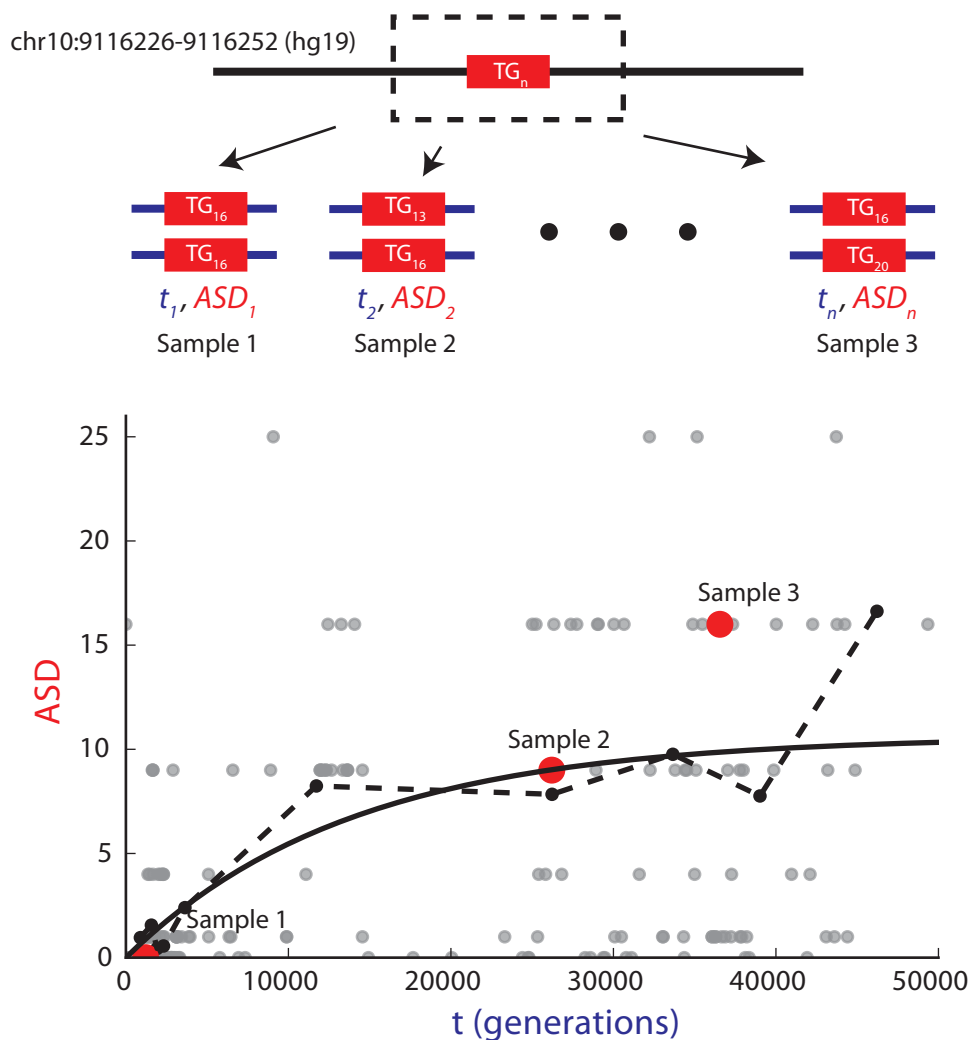 chr10:9116226-9116252 (hg19)
TGn
TG16 TG13 TG16
TG16 TG16 TG20
t1, ASD1 t2, ASD2 tn, ASDn
Sample 1 Sample 2 Sample 3
25
20
15
10
5
0
ASD
Sample 3
Sample 2
Sample 1
0 10000 20000 30000 40000 50000
t (generations)